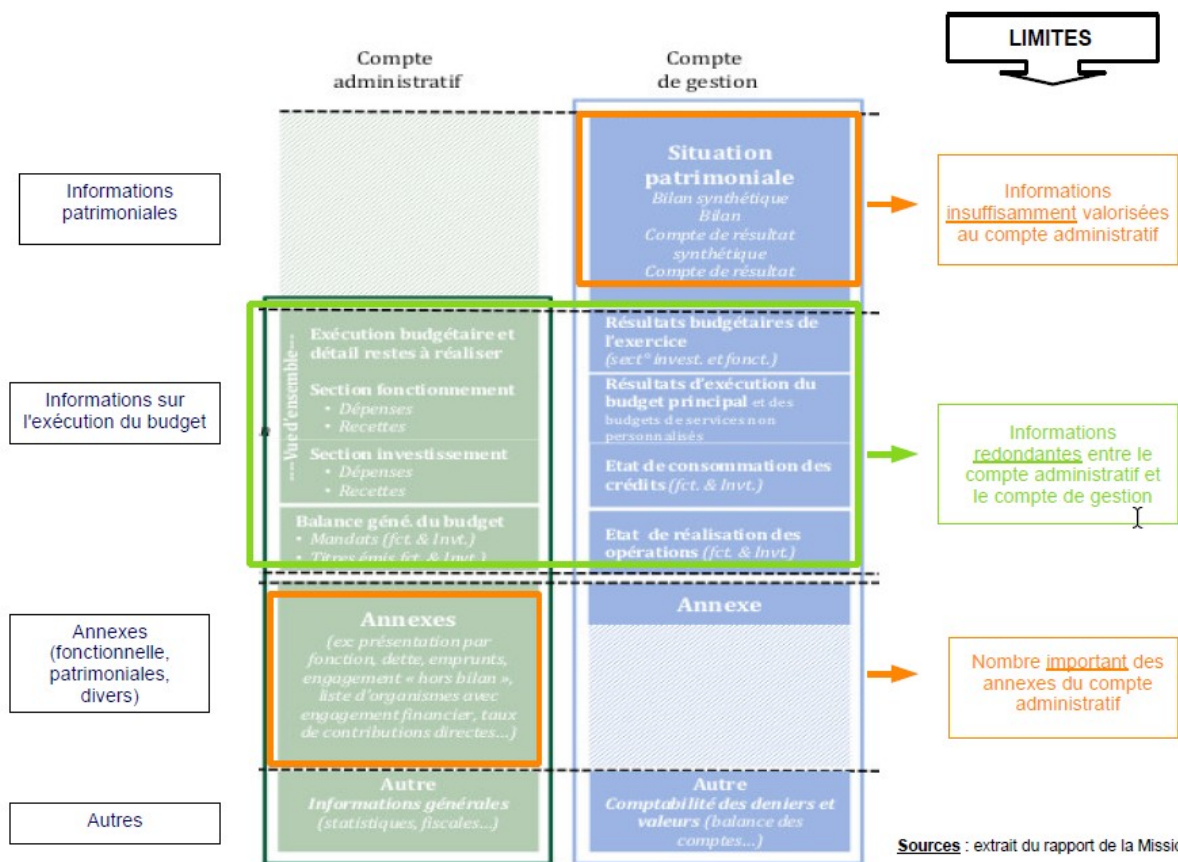 LIMITES
Compte
administratif
Compte
de gestion
Informations
patrimoniales
Situation
patrimoniale
Bilan synthétique
Bilan
Compte de résultat
synthétique
Compte de résultat
Informations
insuffisamment valorisées
au compte administratif
Informations sur
l'exécution du budget
---Vue d'ensemble---
Exécution budgétaire et
détail restes à réaliser
Section fonctionnement
• Dépenses
• Recettes
Section investissement
• Dépenses
• Recettes
Balance géné. du budget
• Mandats (fct. & Invt.)
• Titres émis fct. & Invt.)
Résultats budgétaires de
l'exercice
(sect° invest. et fonct.)
Résultats d'exécution du
budget principal et des
budgets de services non
personnalisés
Etat de consommation des
crédits (fct. & Invt.)
Etat de réalisation des
opérations (fct. & Invt.)
Informations
redondantes entre le
compte administratif et
le compte de gestion
Annexes
(fonctionnelle,
patrimoniales,
divers)
Annexes
(ex: présentation par
fonction, dette, emprunts,
engagement « hors bilan »,
liste d'organismes avec
engagement financier, taux
de contributions directes...)
Annexe
Nombre important des
annexes du compte
administratif
Autres
Autre
Informations générales
(statistiques, fiscales...)
Autre
Comptabilité des deniers et
valeurs (balance des
comptes...)
Sources : extrait du rapport de la Missio